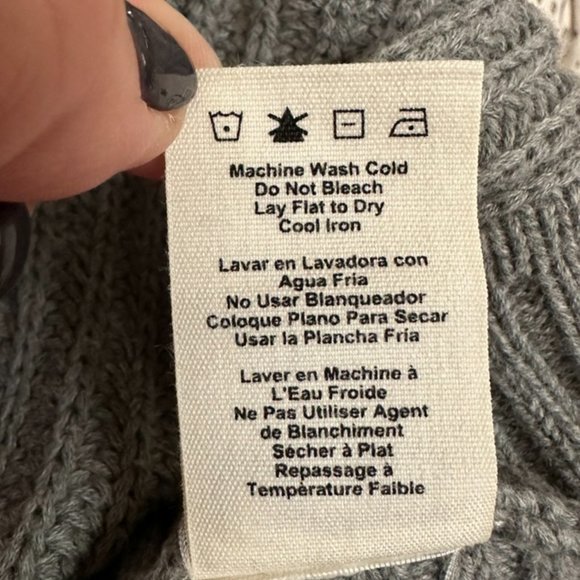 Machine Wash Cold
Do Not Bleach
Lay Flat to Dry
Cool Iron
Lavar en Lavadora con
Agua Fria
No Usar Blanqueador
Coloque Plano Para Secar
Usar la Plancha Fría
Laver en Machine à
L'Eau Froide
Ne Pas Utiliser Agent
de Blanchiment
Sécher à Plat
Repassage à
Température Faible